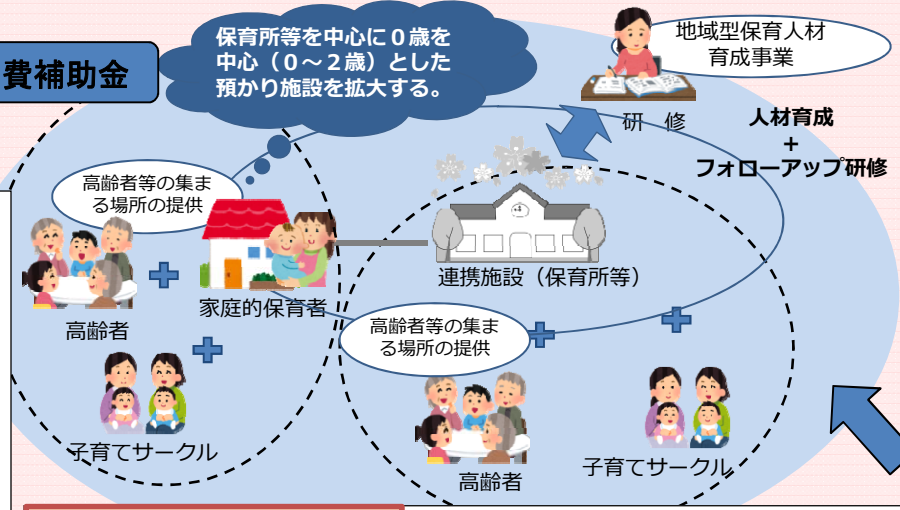 費補助金
保育所等を中心に０歳を
中心（０～２歳）とした
預かり施設を拡大する。
地域型保育人材
育成事業
研　修
人材育成
+
フォローアップ研修
高齢者等の集ま
る場所の提供
家庭的保育者
高齢者
子育てサークル
連携施設（保育所等）
高齢者等の集ま
る場所の提供
高齢者
子育てサークル